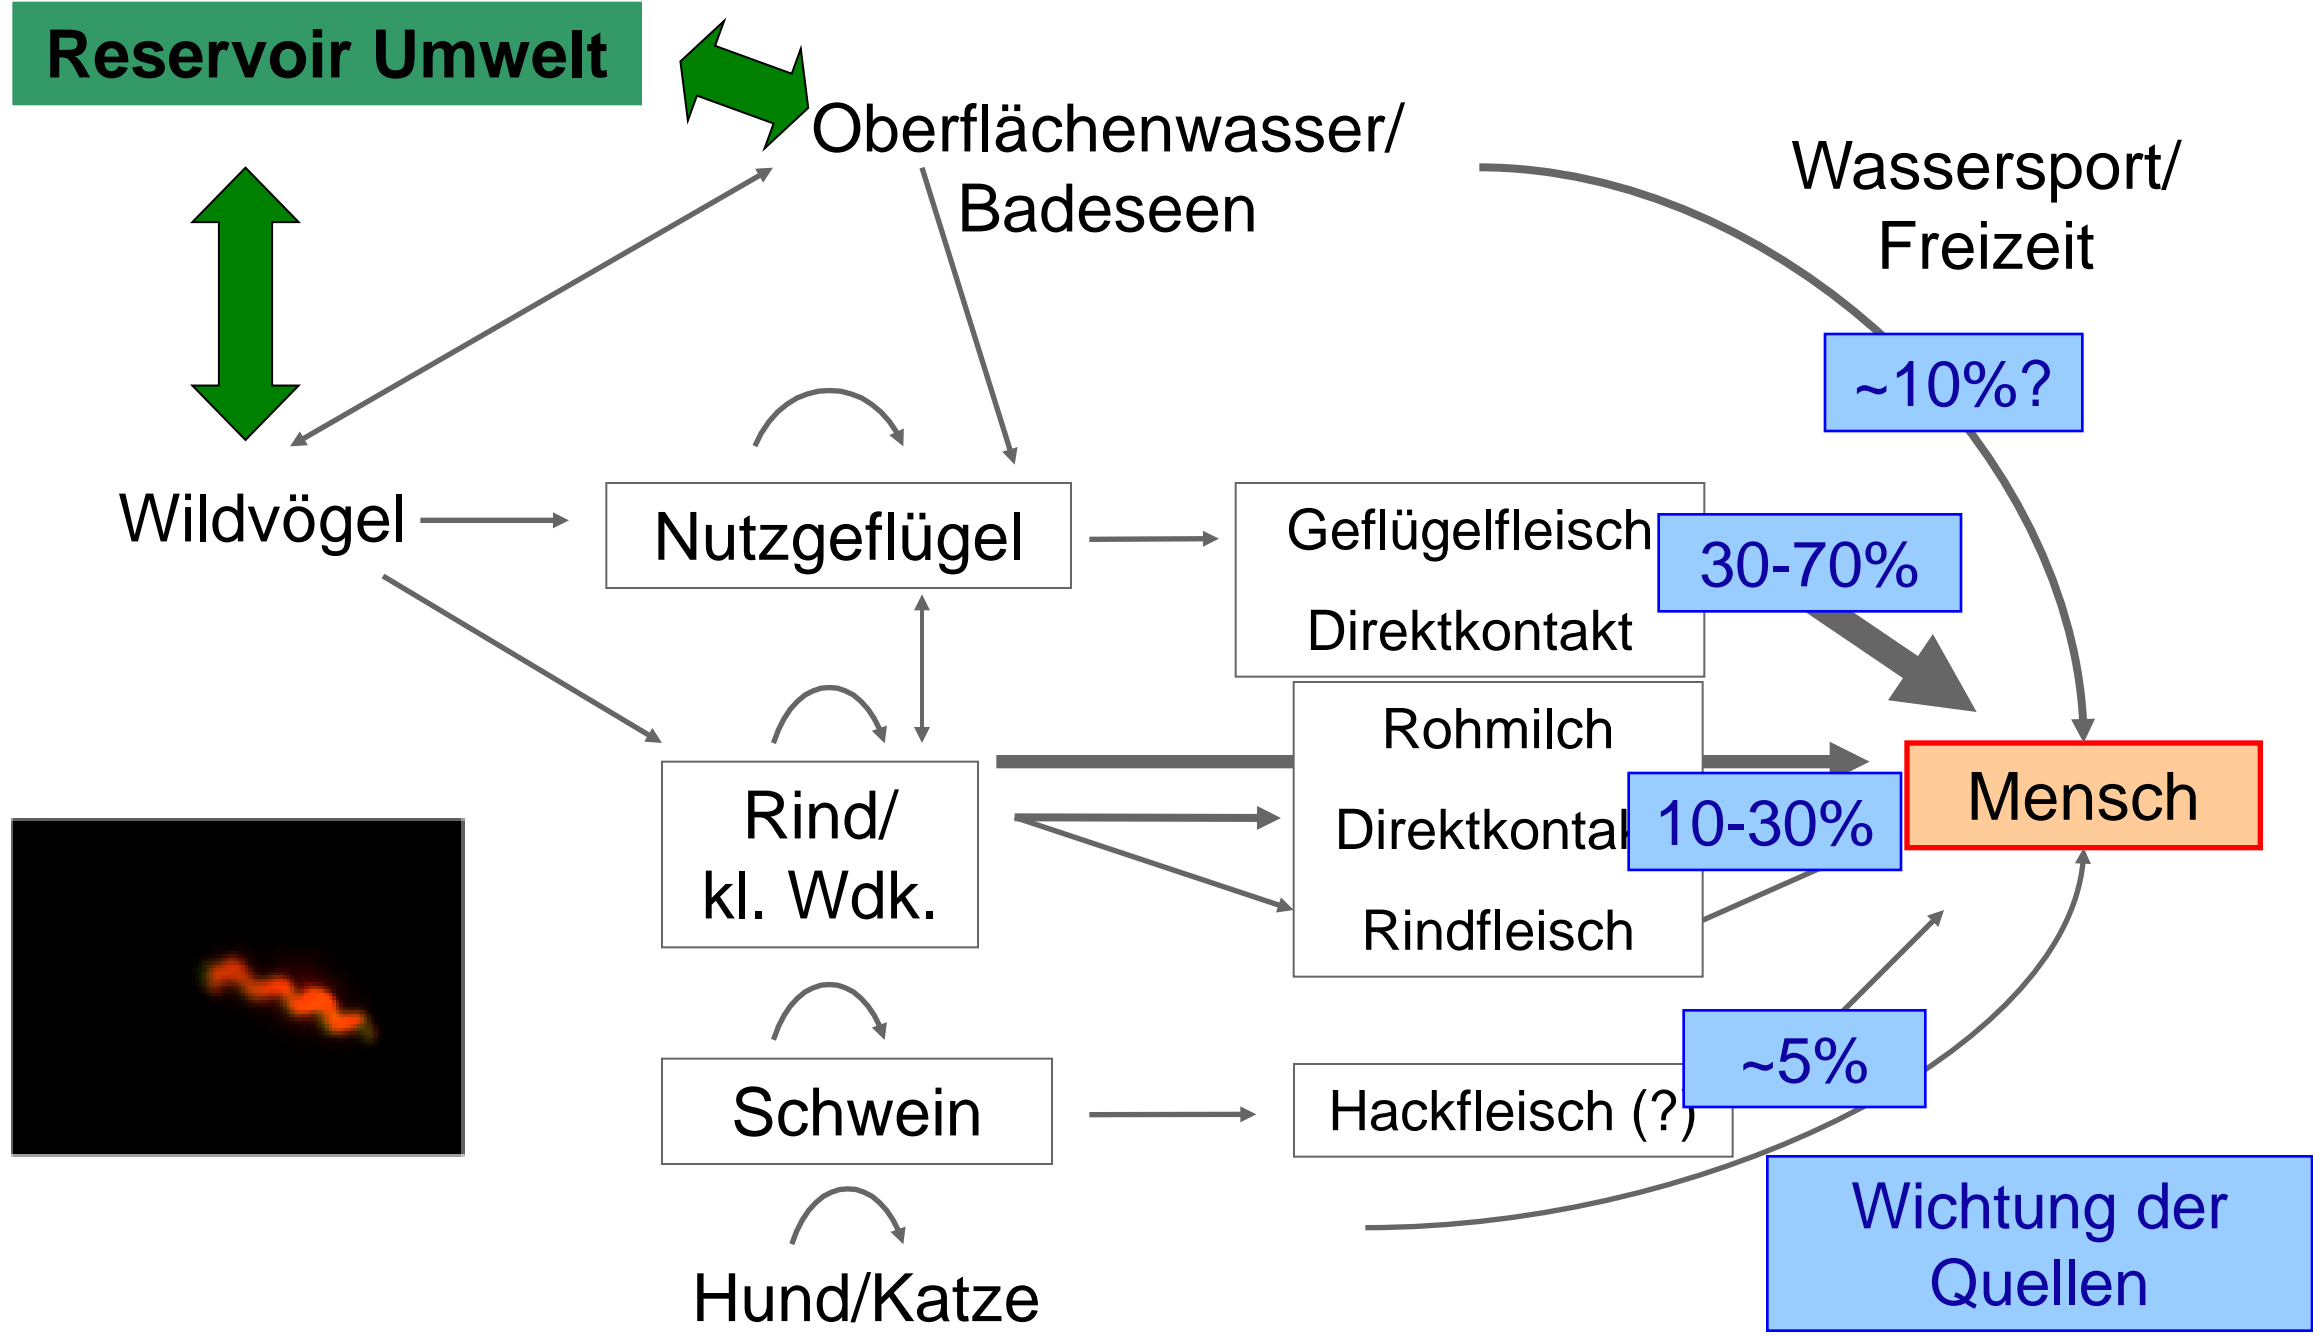 Reservoir Umwelt
Oberflächenwasser/
Badeseen
Wassersport/
Freizeit
~10%?
Wildvögel
Nutzgeflügel
Geflügelfleisch
Direktkontakt
30-70%
Rind/
kl. Wdk.
Rohmilch
Direktkontak
Rindfleisch
10-30%
Mensch
Schwein
Hackfleisch (?)
~5%
Hund/Katze
Wichtung der
Quellen